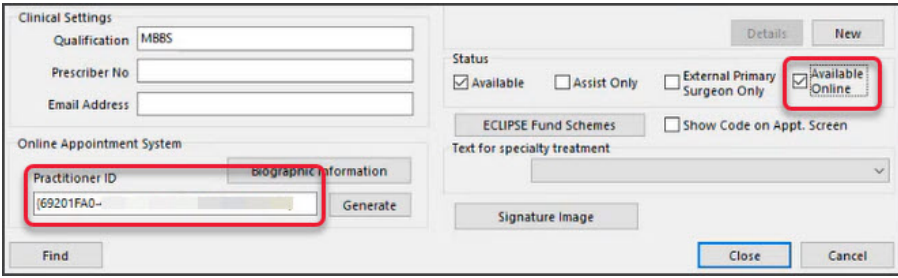 Clinical Settings
Qualification MBBS
Prescriber No
Email Address
Online Appointment System
Biographic Information
Practitioner ID
{69201FA0-
Generate
Find
Details New
Status
Available Assist Only External Primary Surgeon Only Available Online
ECLIPSE Fund Schemes Show Code on Appt. Screen
Text for specialty treatment
Signature Image
Close Cancel